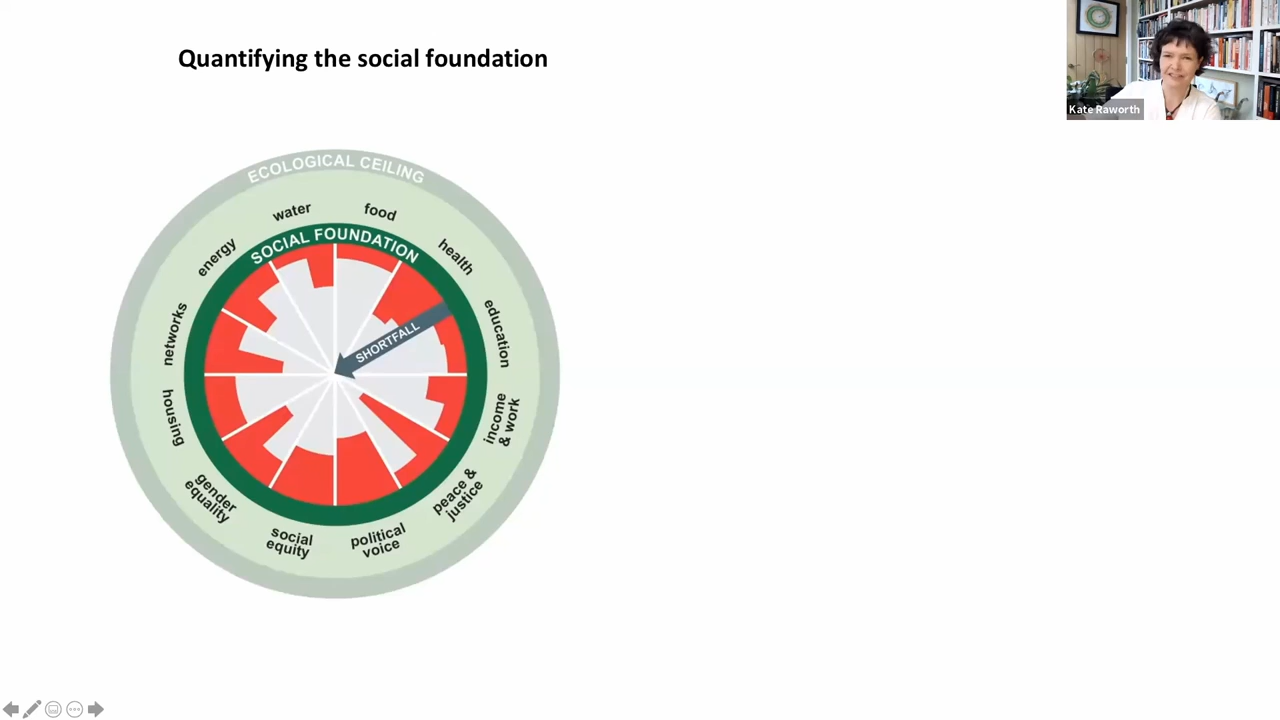 Quantifying the social foundation
Kate Raworth
ECOLOGICAL CEILING
water
food
energy
SOCIAL FOUNDATION
health
networks
education
SHORTFALL
housing
income
& work
gender
equality
peace &
justice
social
equity
political
voice